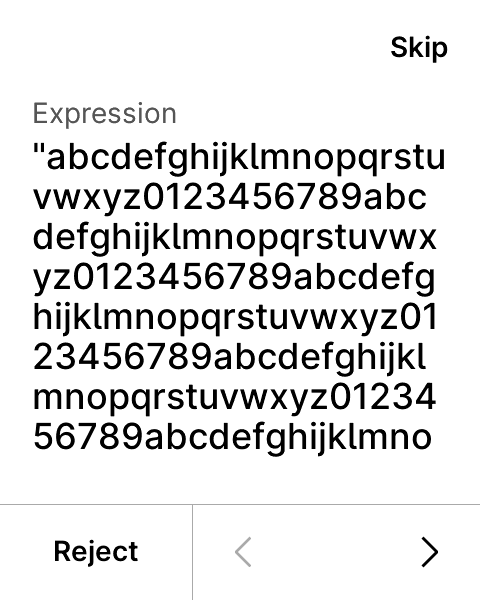 Skip
Expression
"abcdefghijklmnopqrstu
vwxyz0123456789abc
defghijklmnopqrstuvwx
yz0123456789abcdefg
hijklmnopqrstuvwxyz01
23456789abcdefghijkl
mnopqrstuvwxyz01234
56789abcdefghijklmno
Reject